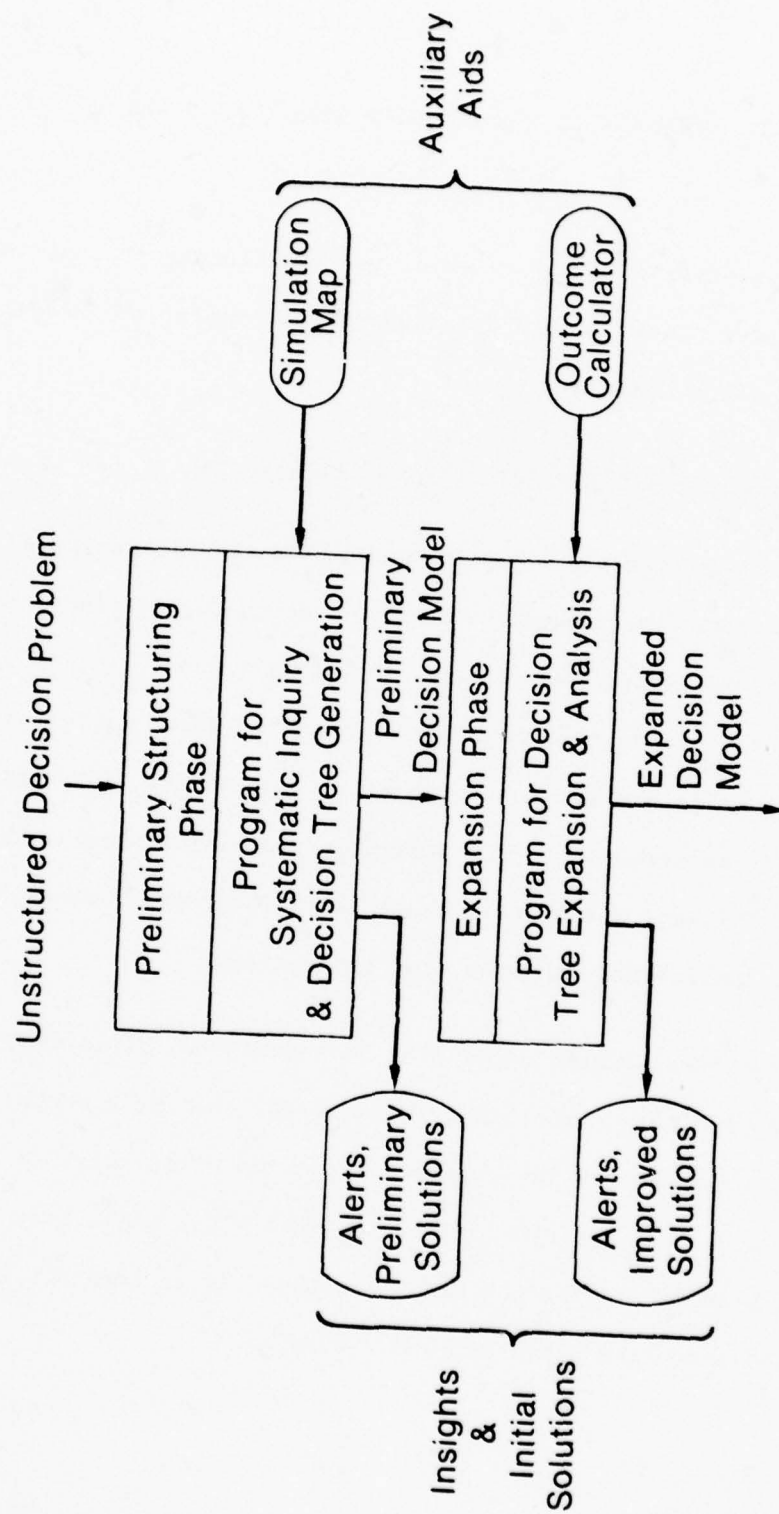 Unstructured Decision Problem
Preliminary Structuring
Phase
Program for
Systematic Inquiry
& Decision Tree Generation
Simulation
Map
Auxiliary
Aids
Alerts,
Preliminary
Solutions
Preliminary
Decision Model
Expansion Phase
Program for Decision
Tree Expansion & Analysis
Outcome
Calculator
Alerts,
Improved
Solutions
Insights
&
Initial
Solutions
Expanded
Decision
Model